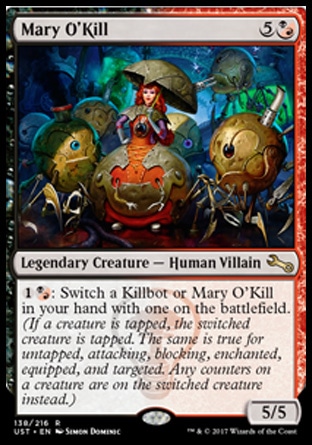 Mary O'Kill 5
Legendary Creature — Human Villain
1 : Switch a Killbot or Mary O'Kill
in your hand with one on the battlefield.
(If a creature is tapped, the switched
creature is tapped. The same is true for
untapped, attacking, blocking, enchanted,
equipped, and targeted. Any counters on
a creature are on the switched creature
instead.)
5/5
138/216 R
UST • EN Simon Dominic
™ & © 2017 Wizards of the Coast